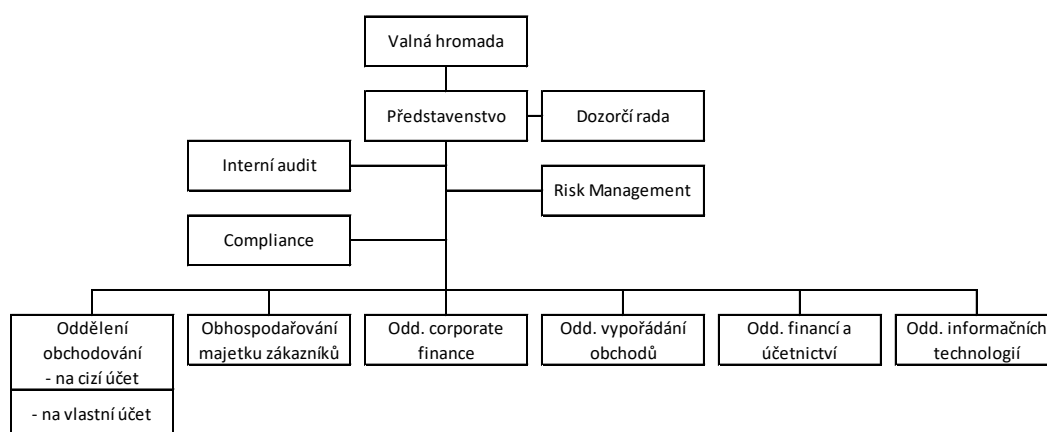 Valná hromada
Představenstvo
Dozorčí rada
Interní audit
Risk Management
Compliance
Oddělení
obchodování
- na cizí účet
- na vlastní účet
Obhospodařování
majetku zákazníků
Odd. corporate
finance
Odd. vypořádání
obchodů
Odd. financí a
účetnictví
Odd. informačních
technologií